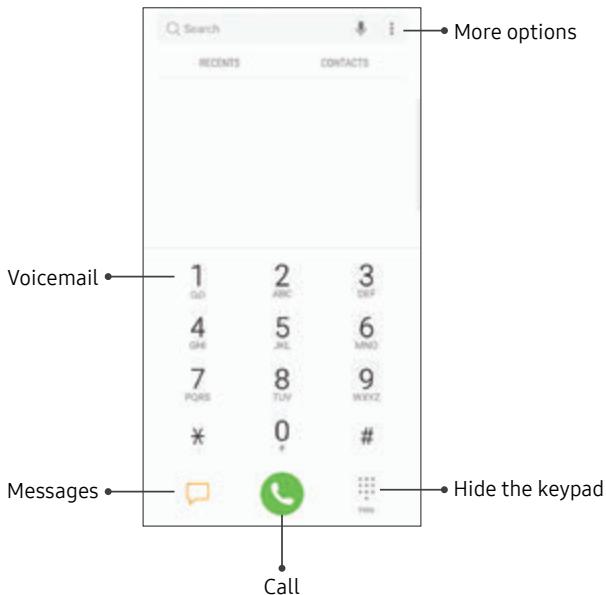 Search
More options
RECENTS CONTACTS
Voicemail
1 2 3
ABC DEF
4 5 6
GHI JKL MNO
7 8 9
PQRS TUV WXYZ
* 0 #
+
Messages
Hide the keypad
Call